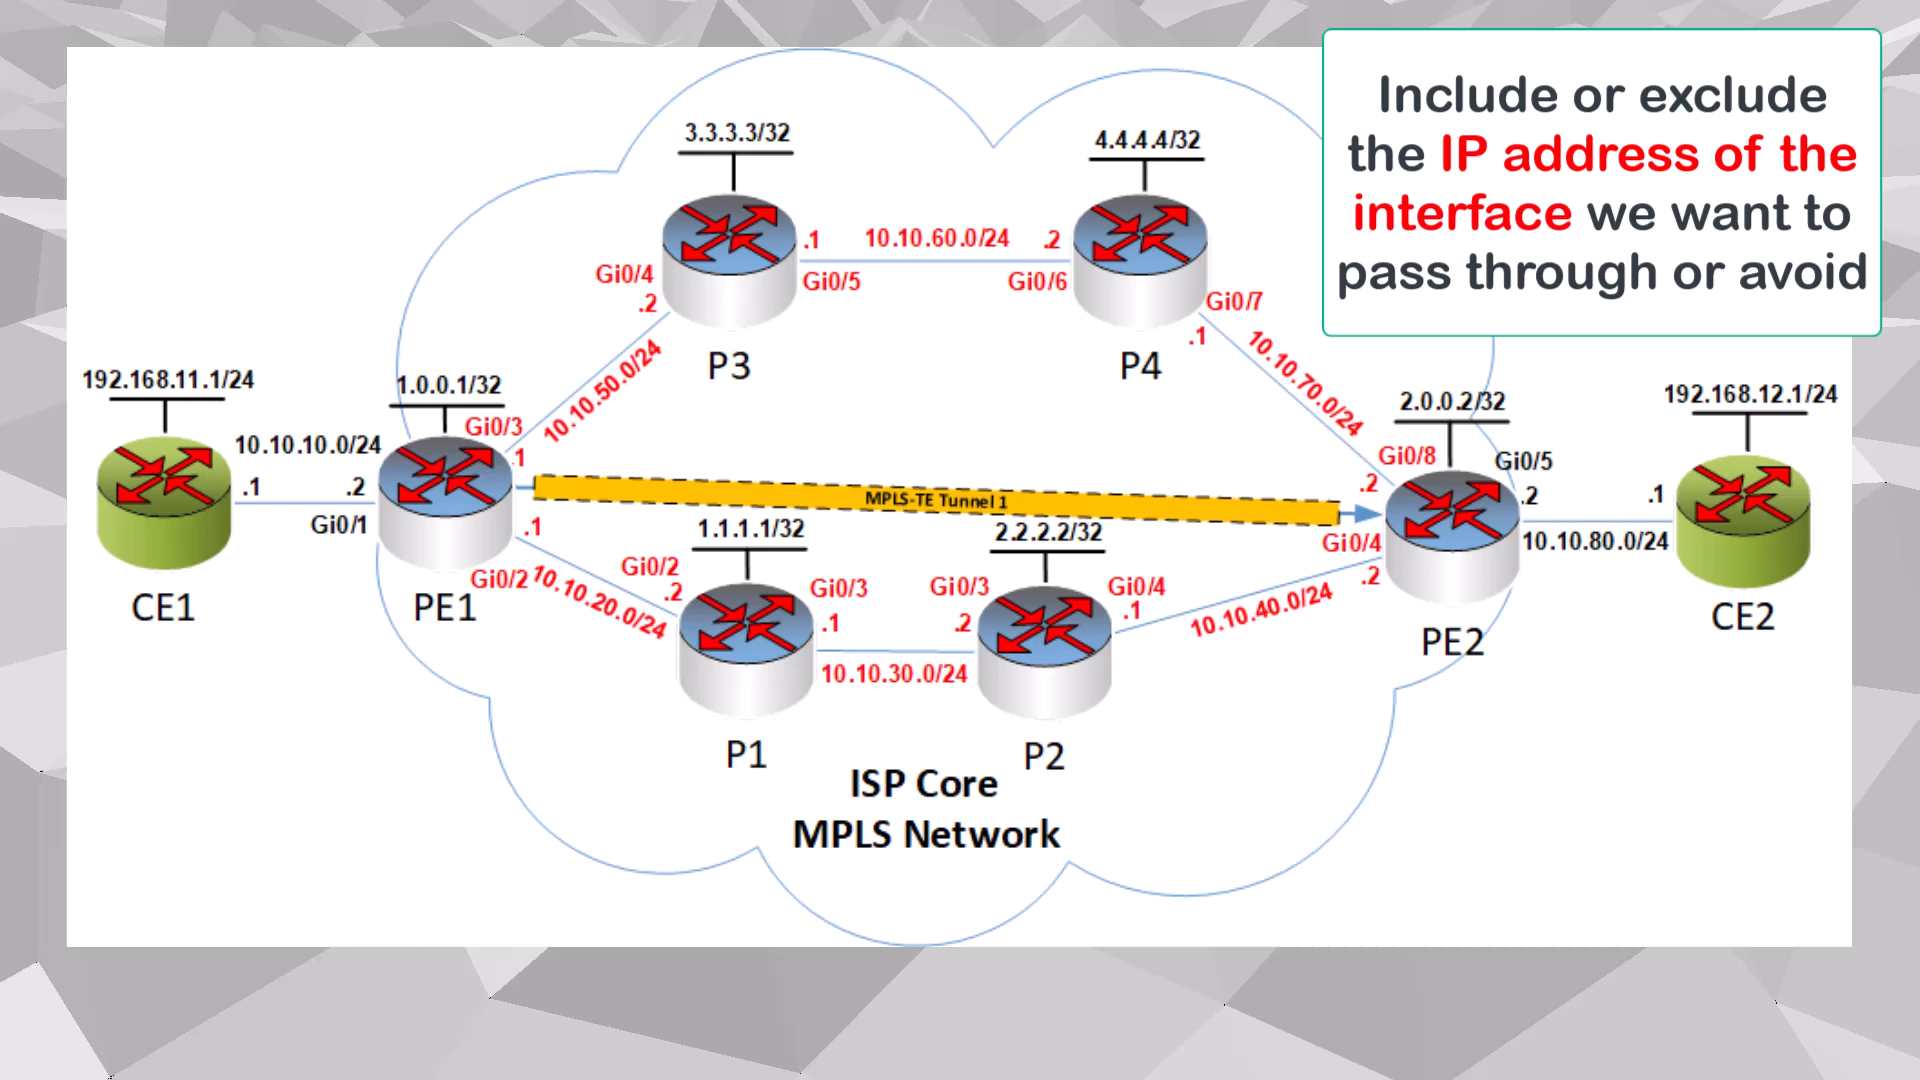 Include or exclude
the IP address of the
interface we want to
pass through or avoid
3.3.3.3/32
4.4.4.4/32
.1
10.10.60.0/24
.2
Gi0/4
Gi0/5
Gi0/6
.2
Gi0/7
.1
P3
P4
10.10.50.0/24
10.10.70.0/24
192.168.11.1/24
1.0.0.1/32
2.0.0.2/32
192.168.12.1/24
Gi0/3
.1
10.10.10.0/24
.1
.2
Gi0/1
Gi0/8
.2
Gi0/5
.2
.1
MPLS-TE Tunnel 1
10.10.80.0/24
.1
1.1.1.1/32
2.2.2.2/32
Gi0/4
.2
Gi0/2
10.10.20.0/24
Gi0/2
.2
Gi0/3
.1
Gi0/3
.2
Gi0/4
.1
10.10.40.0/24
10.10.30.0/24
CE1
PE1
PE2
CE2
P1
P2
ISP Core
MPLS Network